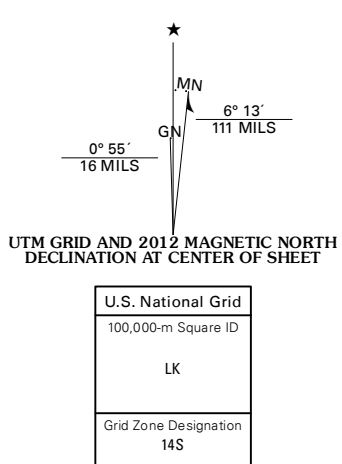 ★
MN
6° 13´
111 MILS
GN
0° 55´
16 MILS
UTM GRID AND 2012 MAGNETIC NORTH
DECLINATION AT CENTER OF SHEET
U.S. National Grid
100,000-m Square ID
LK
Grid Zone Designation
14S